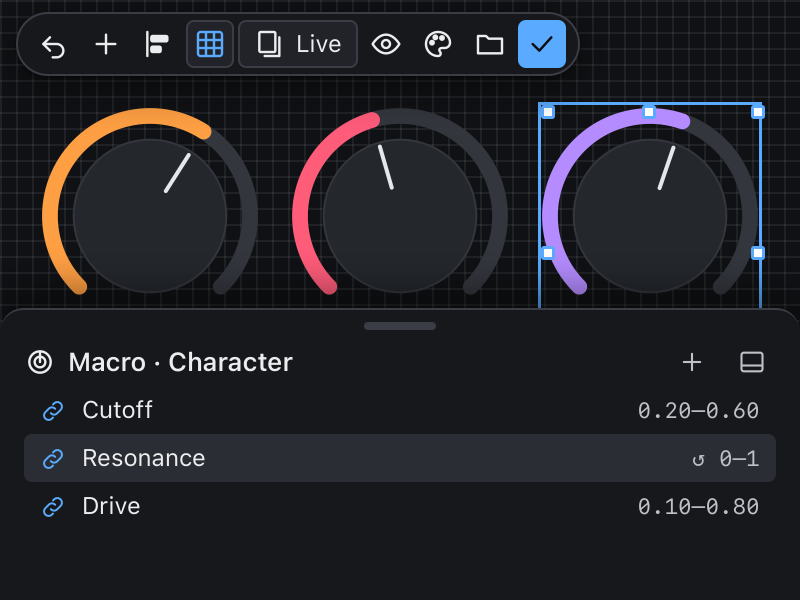 Live
Macro · Character
Cutoff 0.20–0.60
Resonance ↺ 0–1
Drive 0.10–0.80